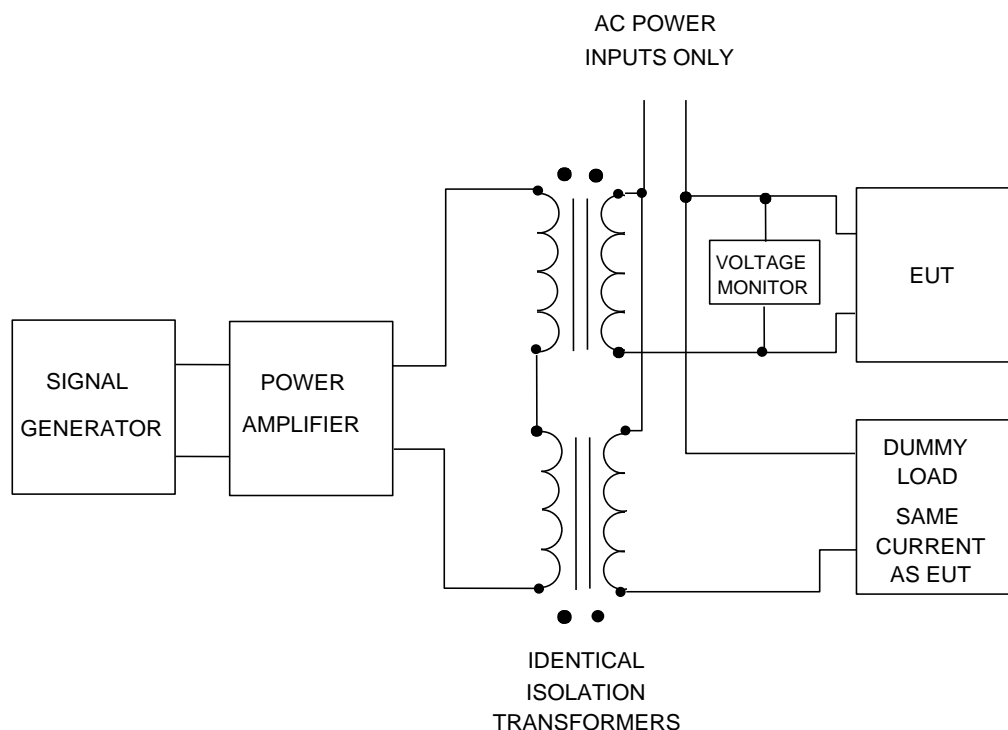 AC POWER
INPUTS ONLY
VOLTAGE
MONITOR
EUT
SIGNAL
GENERATOR
POWER
AMPLIFIER
DUMMY
LOAD
SAME
CURRENT
AS EUT
IDENTICAL
ISOLATION
TRANSFORMERS